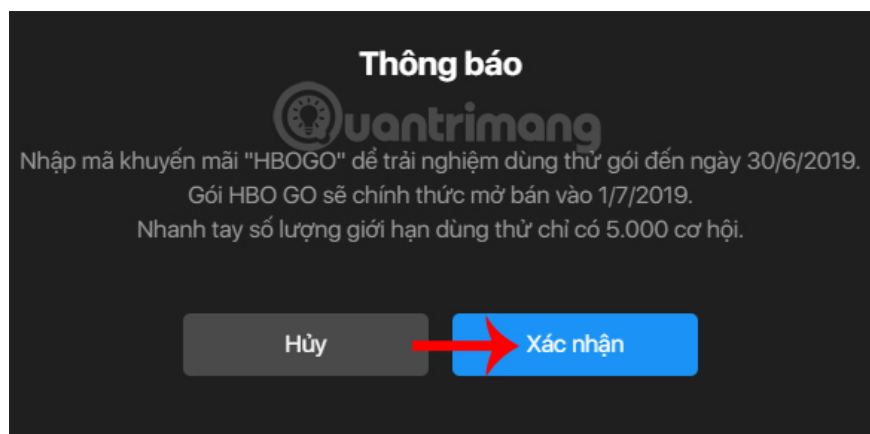 Thông báo
Quantrimang
Nhập mã khuyến mãi "HBOGO" dể trải nghiệm dùng thử gói đến ngày 30/6/2019.
Gói HBO GO sẽ chính thức mở bán vào 1/7/2019.
Nhanh tay số lượng giới hạn dùng thử chỉ có 5.000 cơ hội.
Hủy
Xác nhận